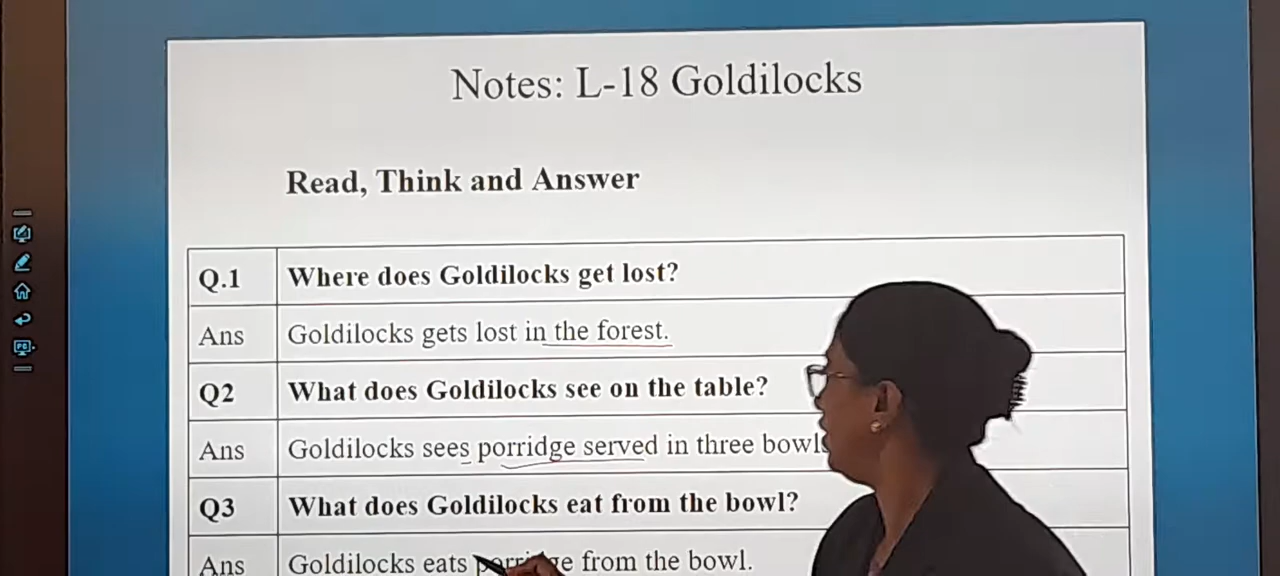 Notes: L-18 Goldilocks
Read, Think and Answer
Q.1 Where does Goldilocks get lost?
Ans Goldilocks gets lost in the forest.
Q2 What does Goldilocks see on the table?
Ans Goldilocks sees porridge served in three bowls
Q3 What does Goldilocks eat from the bowl?
Ans Goldilocks eats porridge from the bowl.